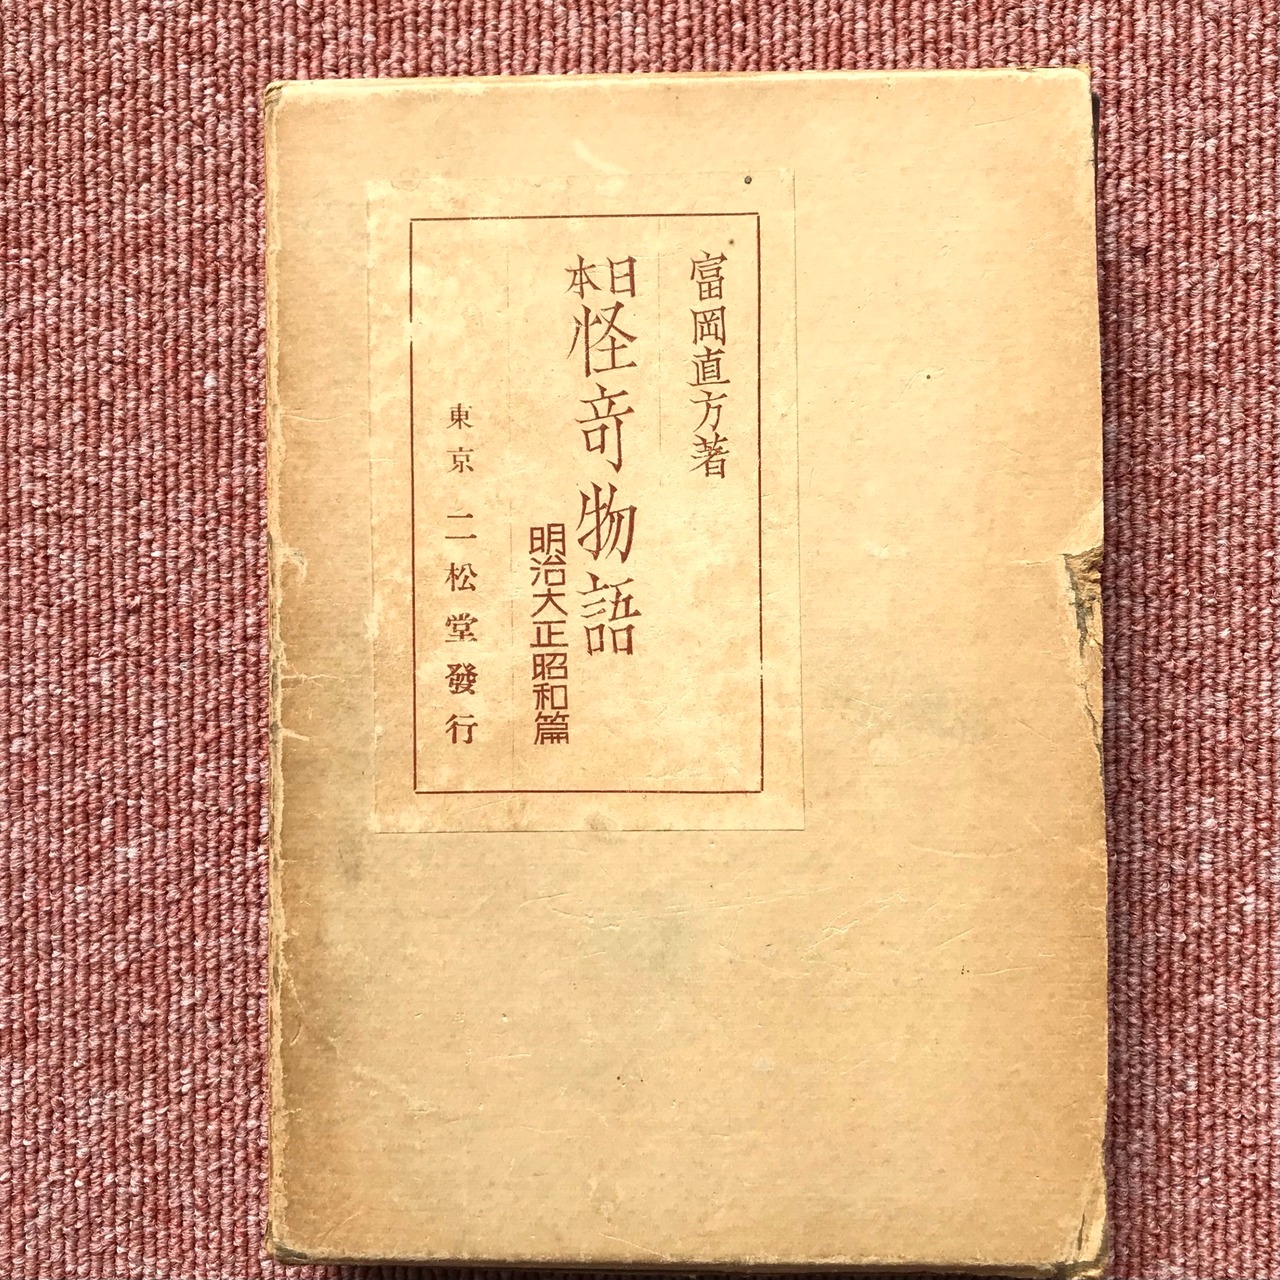 富岡直方著
日本怪奇物語
明治大正昭和篇
東京 二松堂發行